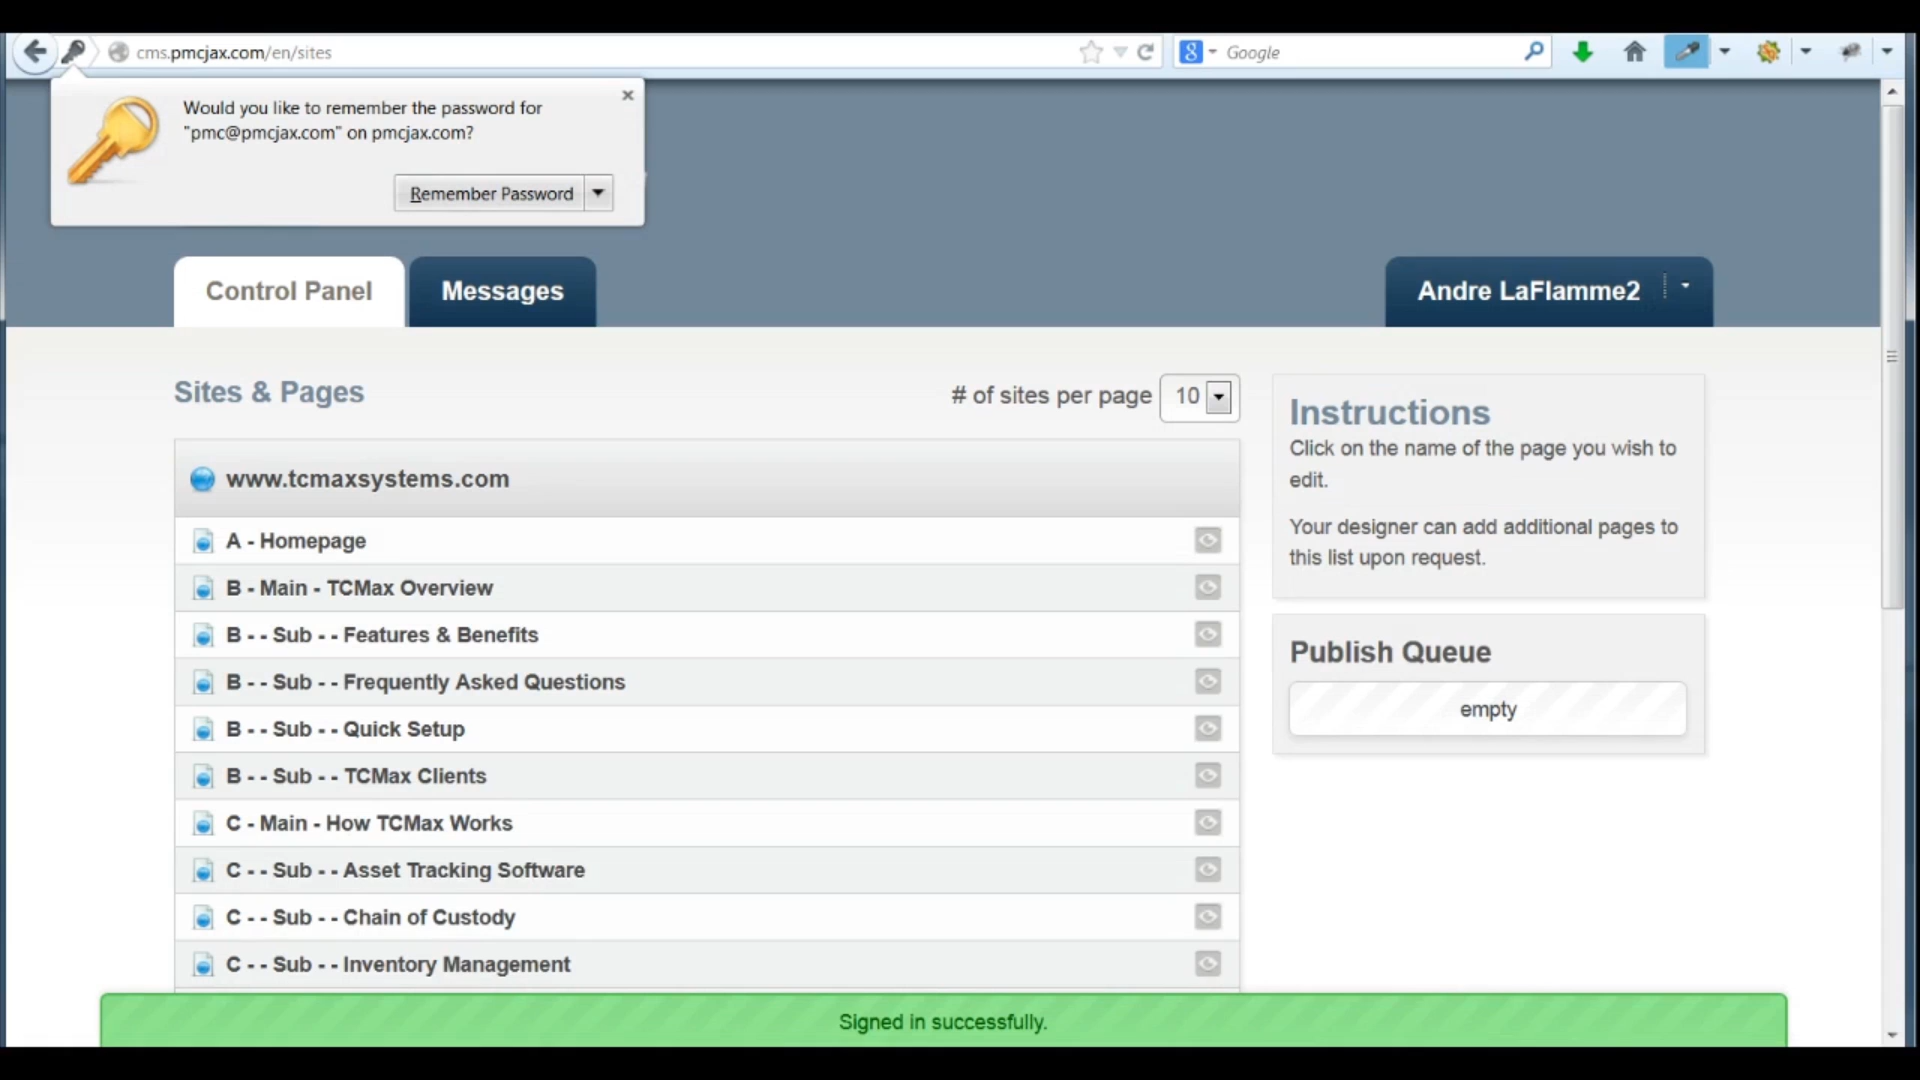 cms.pmcjax.com/en/sites
Google
Would you like to remember the password for
"pmc@pmcjax.com" on pmcjax.com?
Remember Password
Control Panel
Messages
Andre LaFlamme2
Sites & Pages
# of sites per page 10
www.tcmaxsystems.com
A - Homepage
B - Main - TCMax Overview
B - - Sub - - Features & Benefits
B - - Sub - - Frequently Asked Questions
B - - Sub - - Quick Setup
B - - Sub - - TCMax Clients
C - Main - How TCMax Works
C - - Sub - - Asset Tracking Software
C - - Sub - - Chain of Custody
C - - Sub - - Inventory Management
Instructions
Click on the name of the page you wish to
edit.
Your designer can add additional pages to
this list upon request.
Publish Queue
empty
Signed in successfully.